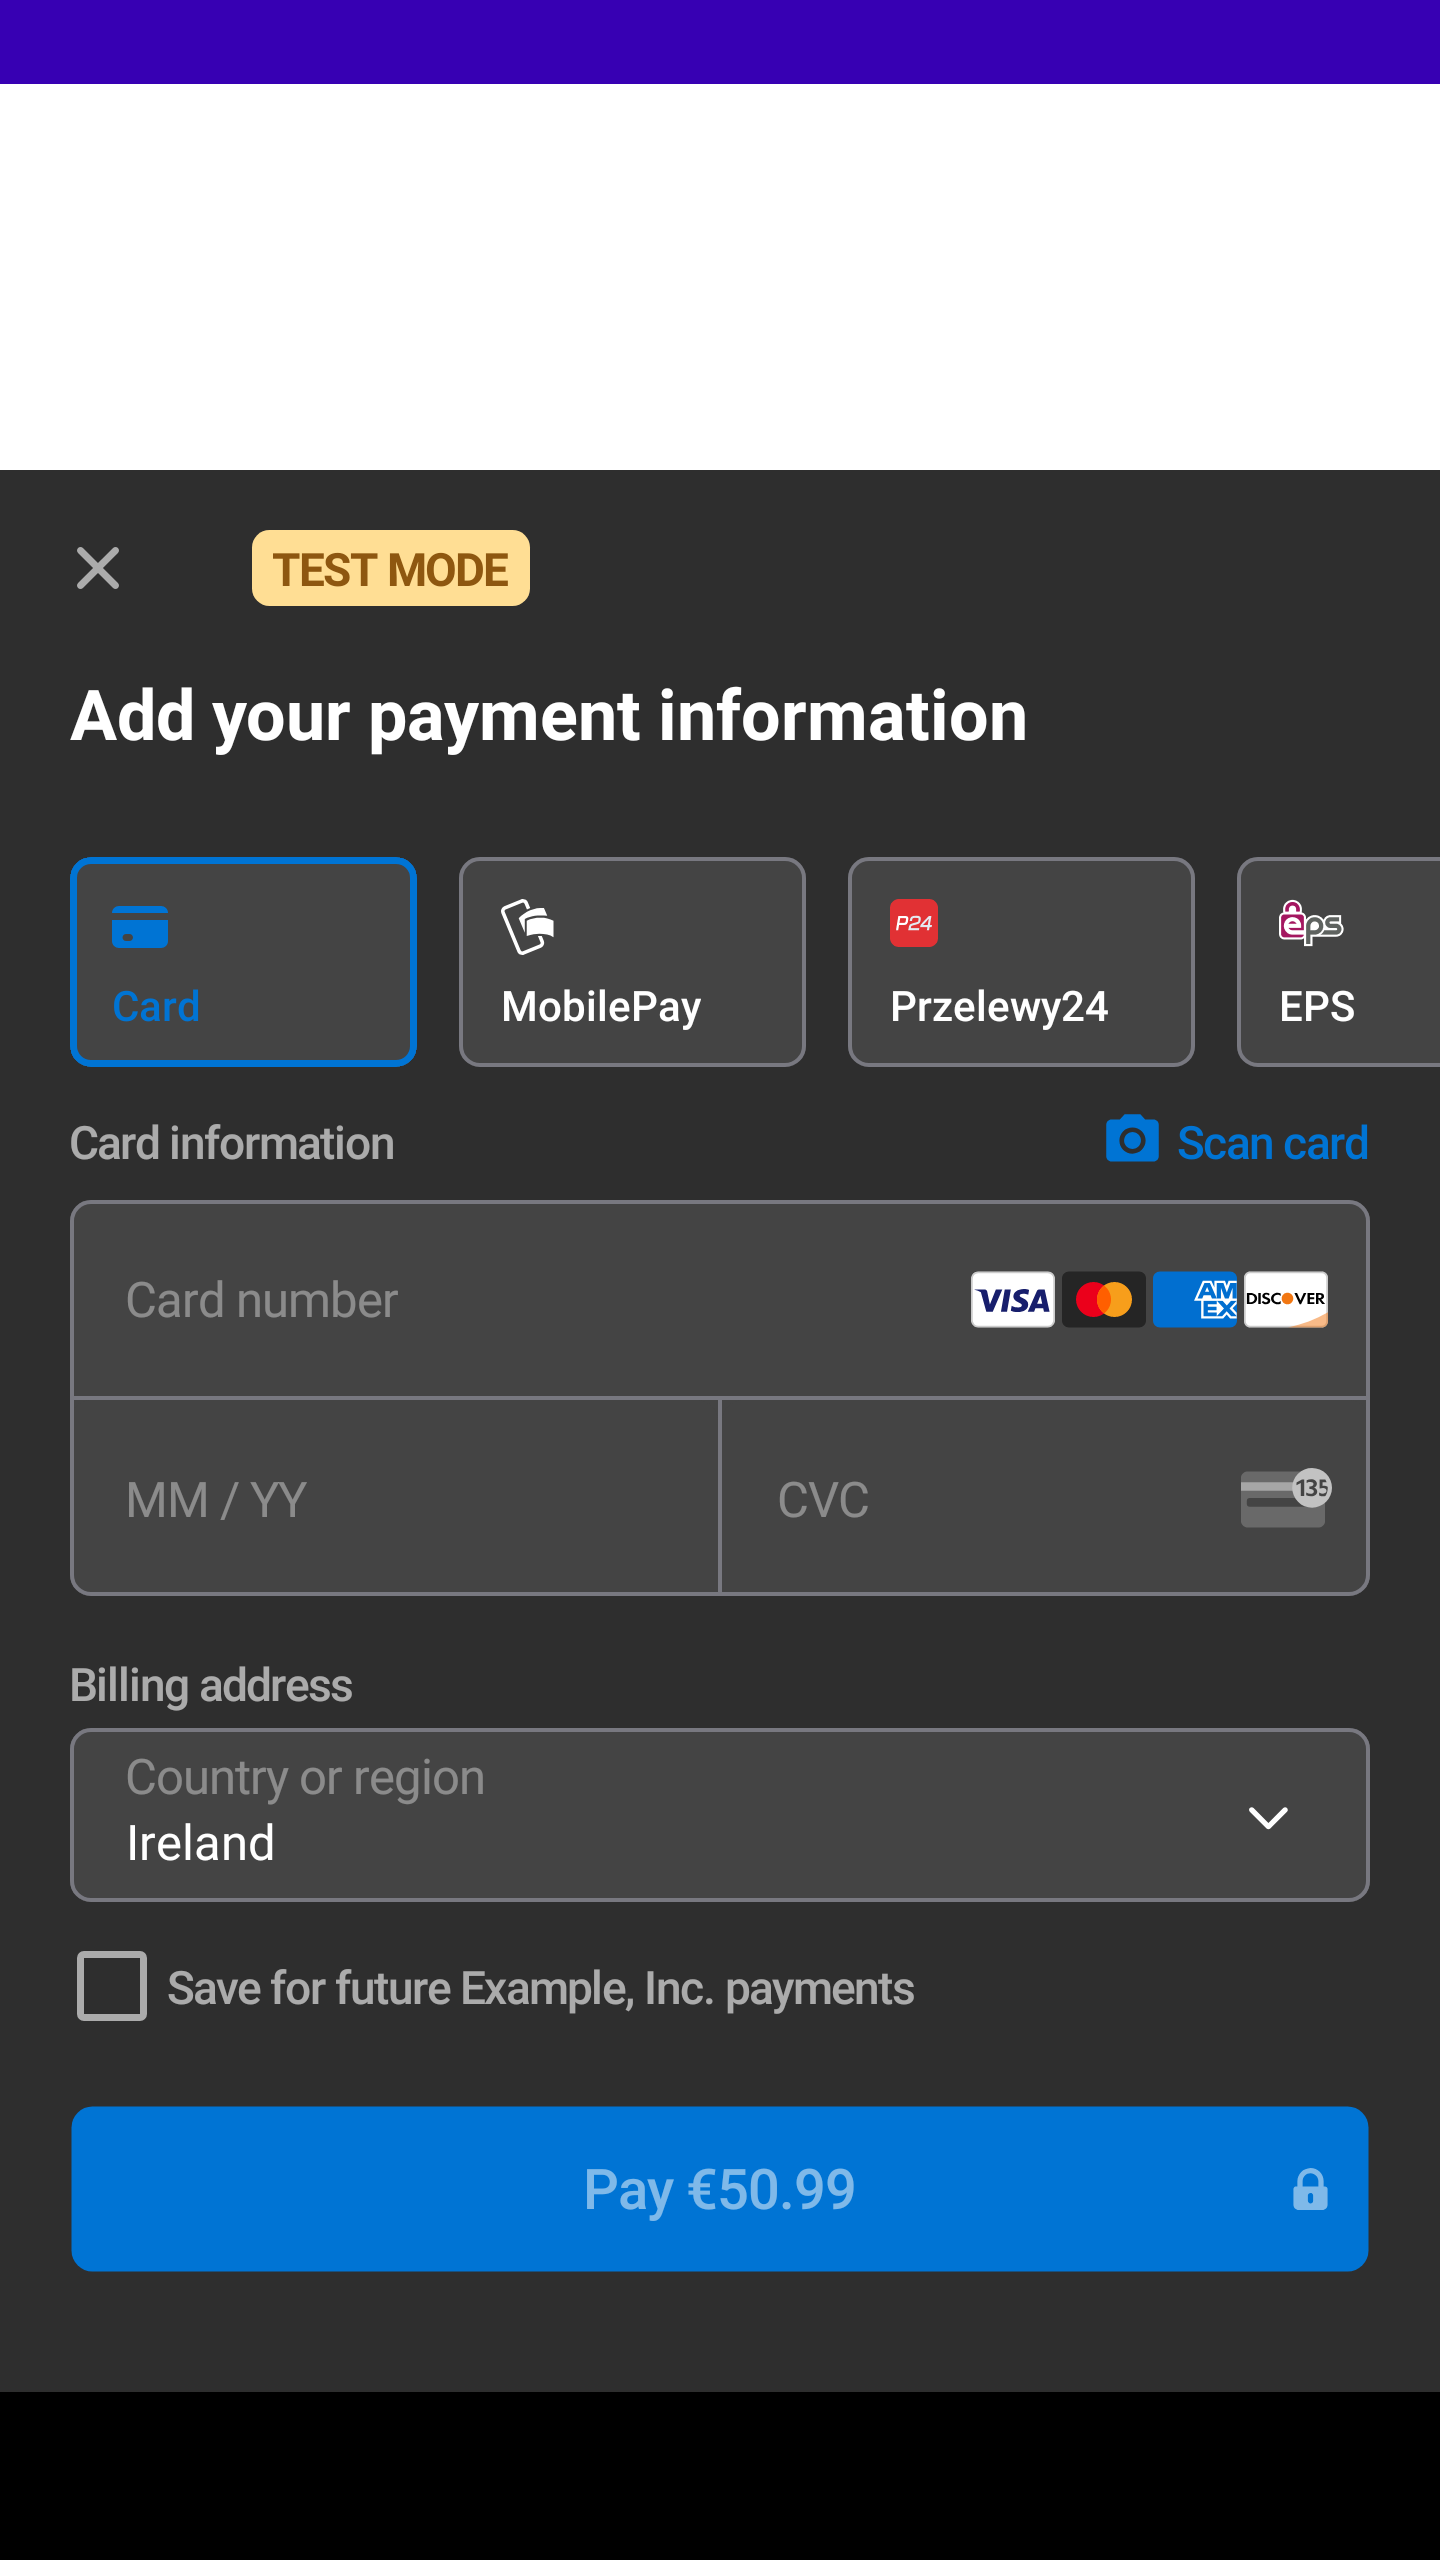 TEST MODE
Add your payment information
Card
MobilePay
P24
Przelewy24
eps
EPS
Card information
Scan card
Card number
VISA
AM
EX
DISCOVER
MM / YY
CVC
135
Billing address
Country or region
Ireland
Save for future Example, Inc. payments
Pay €50.99